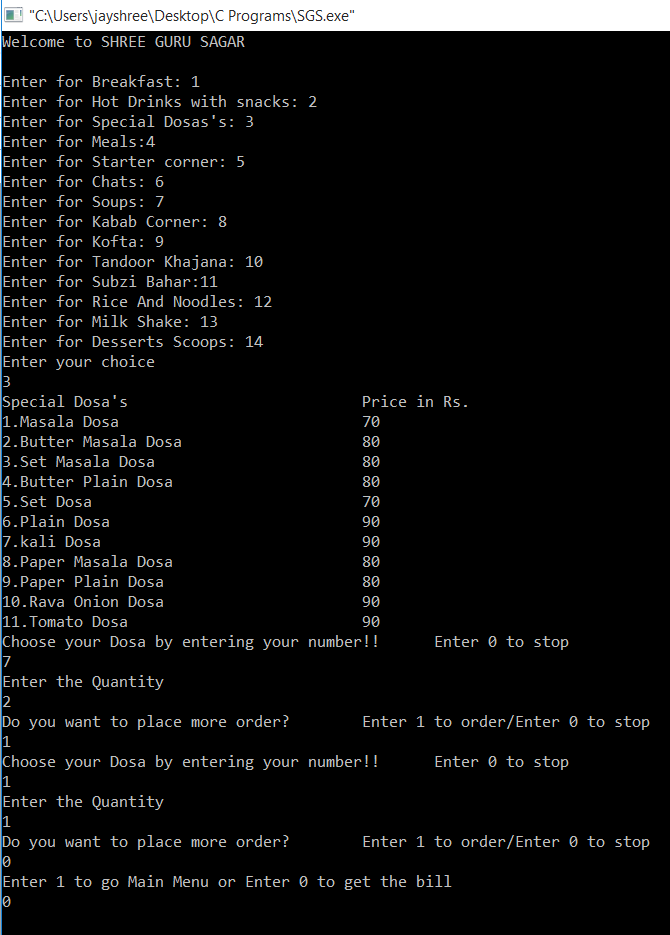 "C:\Users\jayshree\Desktop\C Programs\SGS.exe"
Welcome to SHREE GURU SAGAR
Enter for Breakfast: 1
Enter for Hot Drinks with snacks: 2
Enter for Special Dosas's: 3
Enter for Meals:4
Enter for Starter corner: 5
Enter for Chats: 6
Enter for Soups: 7
Enter for Kabab Corner: 8
Enter for Kofta: 9
Enter for Tandoor Khajana: 10
Enter for Subzi Bahar:11
Enter for Rice And Noodles: 12
Enter for Milk Shake: 13
Enter for Desserts Scoops: 14
Enter your choice
3
Special Dosa's Price in Rs.
1.Masala Dosa 70
2.Butter Masala Dosa 80
3.Set Masala Dosa 80
4.Butter Plain Dosa 80
5.Set Dosa 70
6.Plain Dosa 90
7.kali Dosa 90
8.Paper Masala Dosa 80
9.Paper Plain Dosa 80
10.Rava Onion Dosa 90
11.Tomato Dosa 90
Choose your Dosa by entering your number!! Enter 0 to stop
7
Enter the Quantity
2
Do you want to place more order? Enter 1 to order/Enter 0 to stop
1
Choose your Dosa by entering your number!! Enter 0 to stop
1
Enter the Quantity
1
Do you want to place more order? Enter 1 to order/Enter 0 to stop
0
Enter 1 to go Main Menu or Enter 0 to get the bill
0